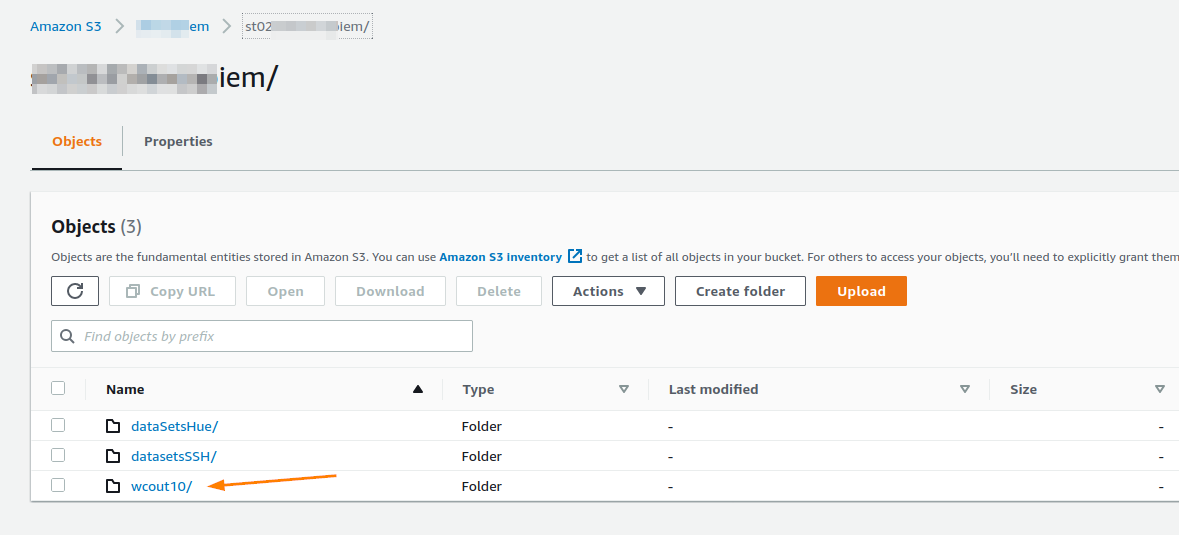 Amazon S3 em st02 iem/
iem/
Objects Properties
Objects (3)
Objects are the fundamental entities stored in Amazon S3. You can use Amazon S3 inventory to get a list of all objects in your bucket. For others to access your objects, you'll need to explicitly grant them
Copy URL Open Download Delete Actions Create folder Upload
Find objects by prefix
Name Type Last modified Size
dataSetsHue/ Folder - -
datasetsSSH/ Folder - -
wcout10/ Folder - -